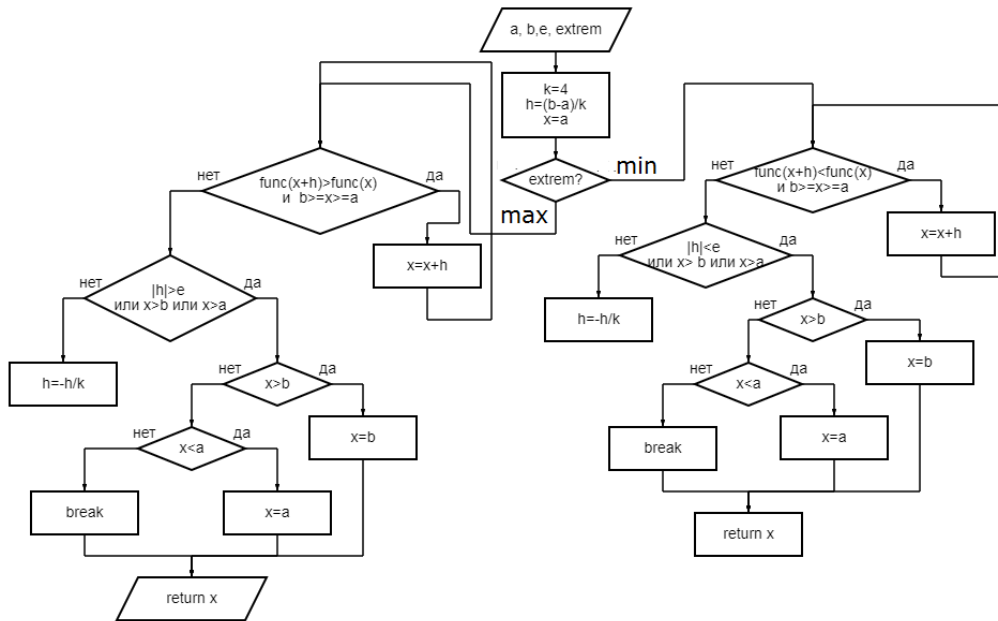 a, b,e, extrem
k=4
h=(b-a)/k
x=a
extrem?
min
max
нет
func(x+h)>func(x)
и b>=x>=a
да
x=x+h
нет
|h|>e
или x>b или x>a
да
h=-h/k
нет
x>b
да
нет
x<a
да
x=b
break
x=a
return x
нет
func(x+h)<func(x)
и b>=x>=a
да
x=x+h
нет
|h|<e
или x> b или x>a
да
h=-h/k
нет
x>b
да
x=b
нет
x<a
да
break
x=a
return x